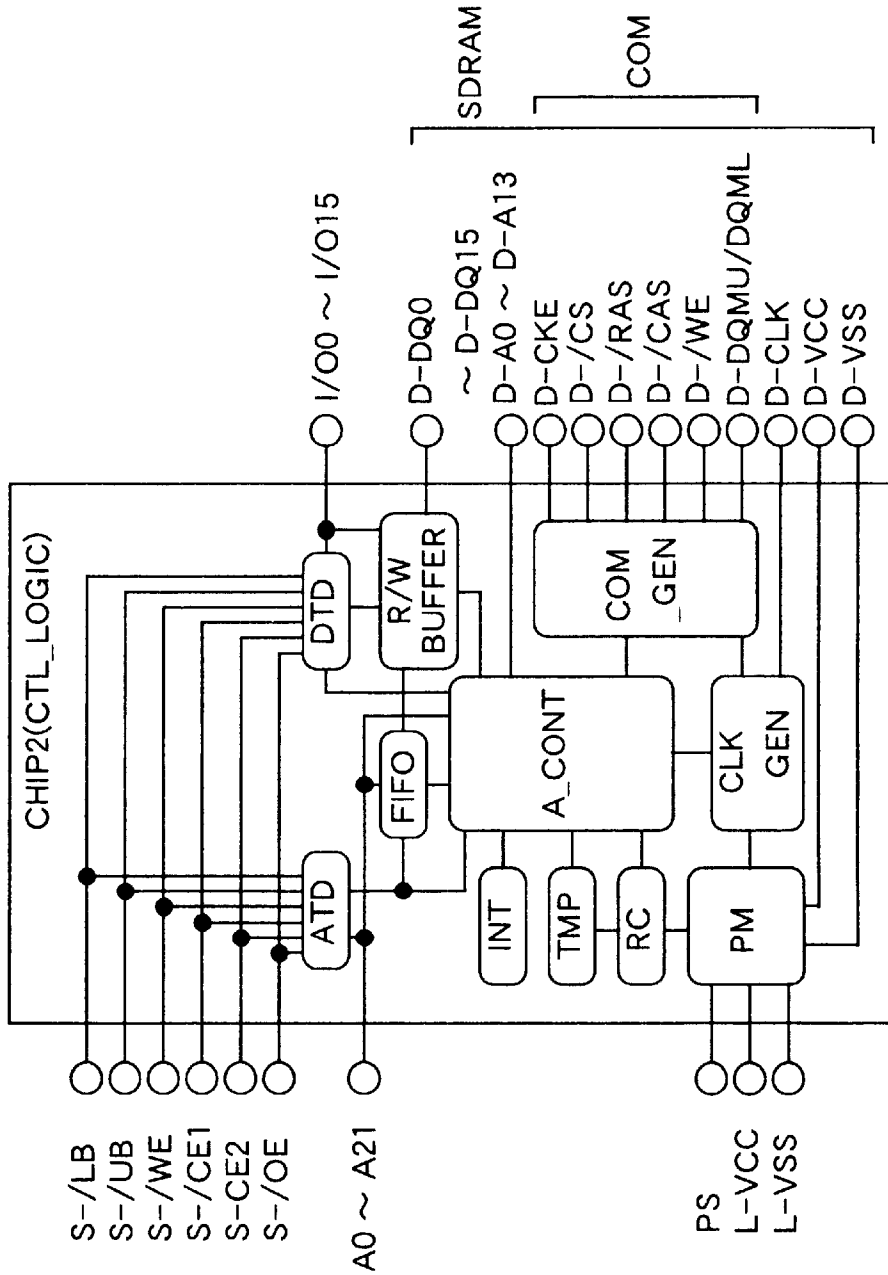 CHIP2(CTL_LOGIC)
S-/LB
S-/UB
S-/WE
S-/CE1
S-CE2
S-/OE
A0 ~ A21
PS
L-VCC
L-VSS
ATD
DTD
FIFO
R/W
BUFFER
INT
TMP
RC
PM
A_CONT
CLK
GEN
COM
_GEN
I/O0 ~ I/O15
D-DQ0
~ D-DQ15
D-A0 ~ D-A13
D-CKE
D-/CS
D-/RAS
D-/CAS
D-/WE
D-DQMU/DQML
D-CLK
D-VCC
D-VSS
SDRAM
COM